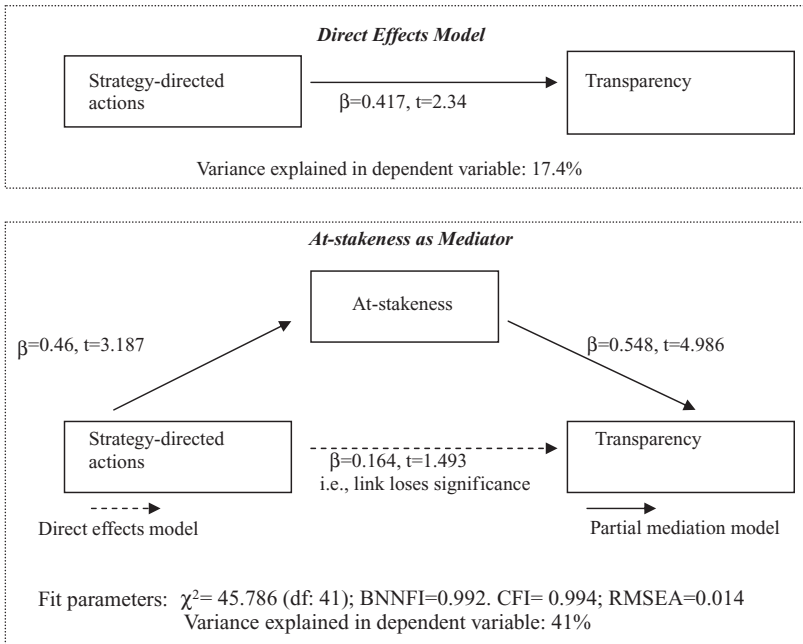 Direct Effects Model
Strategy-directed
actions
Transparency
β=0.417, t=2.34
Variance explained in dependent variable: 17.4%
At-stakeness as Mediator
At-stakeness
β=0.46, t=3.187
β=0.548, t=4.986
Strategy-directed
actions
Transparency
β=0.164, t=1.493
i.e., link loses significance
Direct effects model
Partial mediation model
Fit parameters: χ²= 45.786 (df: 41); BNNFI=0.992. CFI= 0.994; RMSEA=0.014
Variance explained in dependent variable: 41%